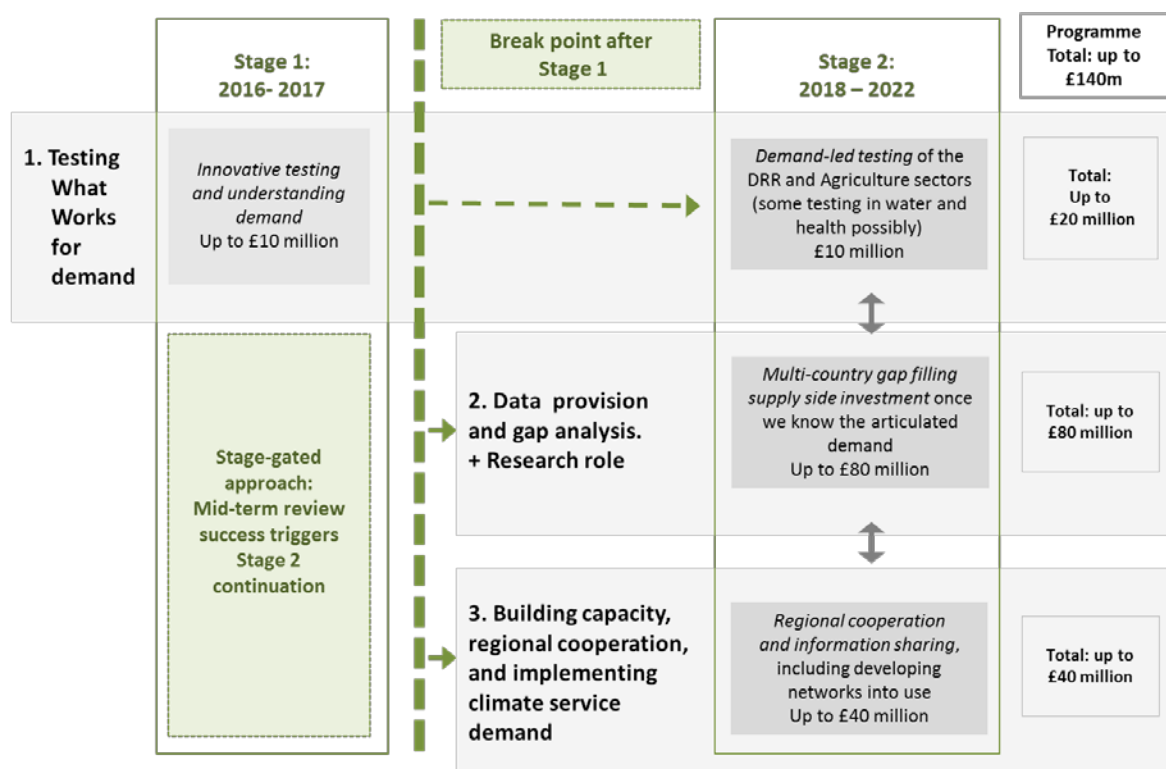 Stage 1:
2016- 2017
Break point after
Stage 1
Stage 2:
2018 – 2022
Programme
Total: up to
£140m
1. Testing
What
Works
for
demand
Innovative testing
and understanding
demand
Up to £10 million
Demand-led testing of the
DRR and Agriculture sectors
(some testing in water and
health possibly)
£10 million
Total:
Up to
£20 million
Stage-gated
approach:
Mid-term review
success triggers
Stage 2
continuation
2. Data provision
and gap analysis.
+ Research role
Multi-country gap filling
supply side investment once
we know the articulated
demand
Up to £80 million
Total: up to
£80 million
3. Building capacity,
regional cooperation,
and implementing
climate service
demand
Regional cooperation
and information sharing,
including developing
networks into use
Up to £40 million
Total: up to
£40 million